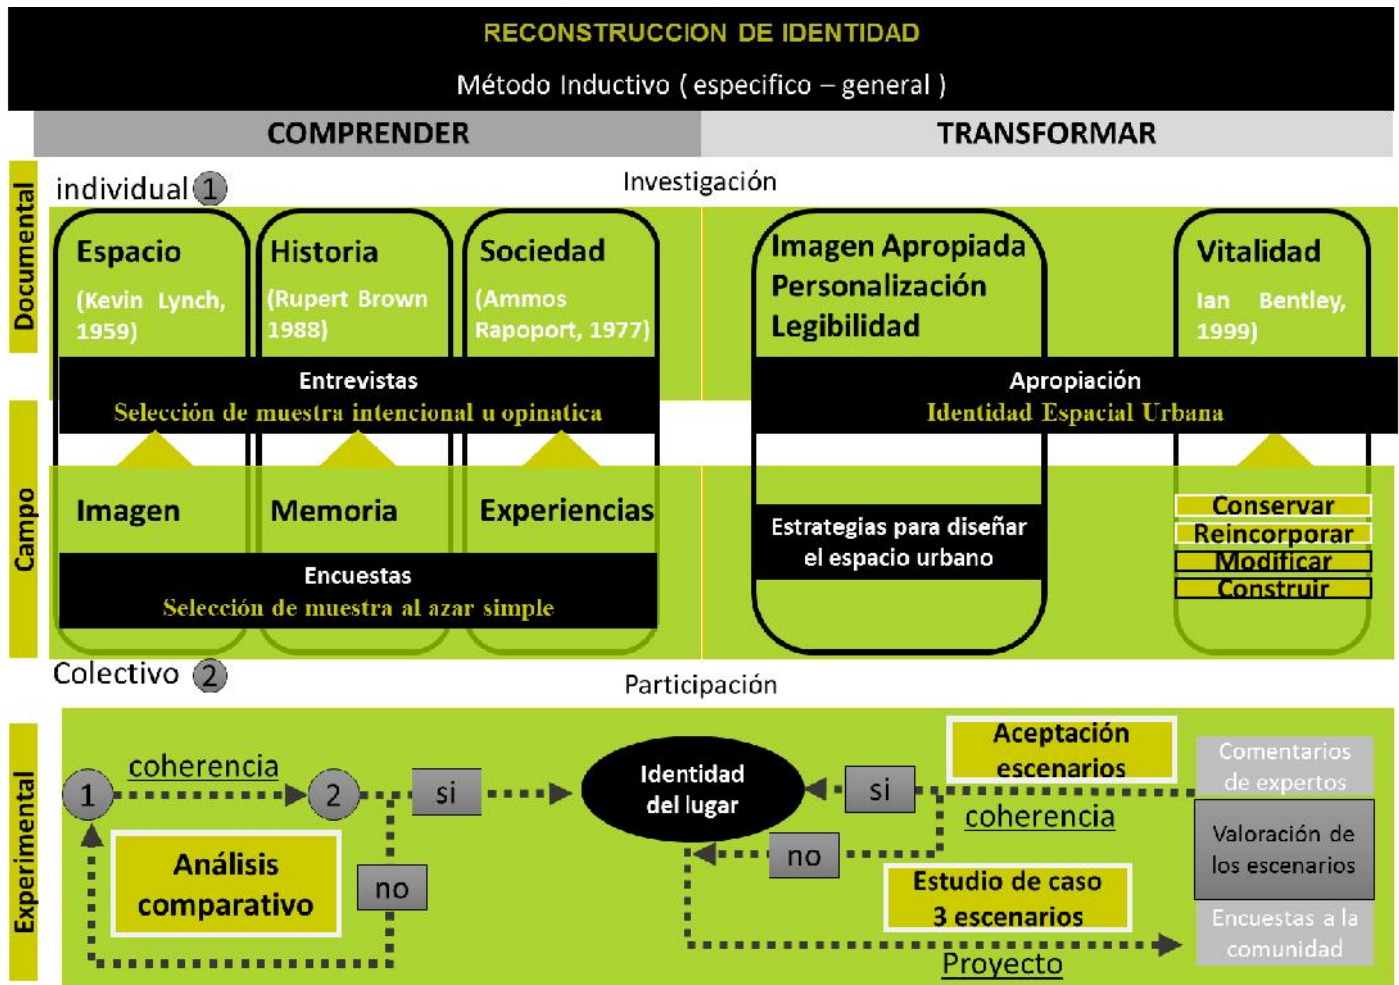 RECONSTRUCCION DE IDENTIDAD
Método Inductivo ( especifico – general )
COMPRENDER
TRANSFORMAR
Documental
individual 1
Investigación
Espacio
(Kevin Lynch,
1959)
Historia
(Rupert Brown
1988)
Sociedad
(Ammos
Rapoport, 1977)
Imagen Apropiada
Personalización
Legibilidad
Vitalidad
Ian Bentley,
1999)
Entrevistas
Selección de muestra intencional u opinatica
Apropiación
Identidad Espacial Urbana
Campo
Imagen
Memoria
Experiencias
Encuestas
Selección de muestra al azar simple
Estrategias para diseñar
el espacio urbano
Conservar
Reincorporar
Modificar
Construir
Colectivo 2
Participación
Experimental
1
coherencia
2
si
no
Análisis
comparativo
Identidad
del lugar
si
no
Aceptación
escenarios
coherencia
Estudio de caso
3 escenarios
Proyecto
Comentarios
de expertos
Valoración de
los escenarios
Encuestas a la
comunidad